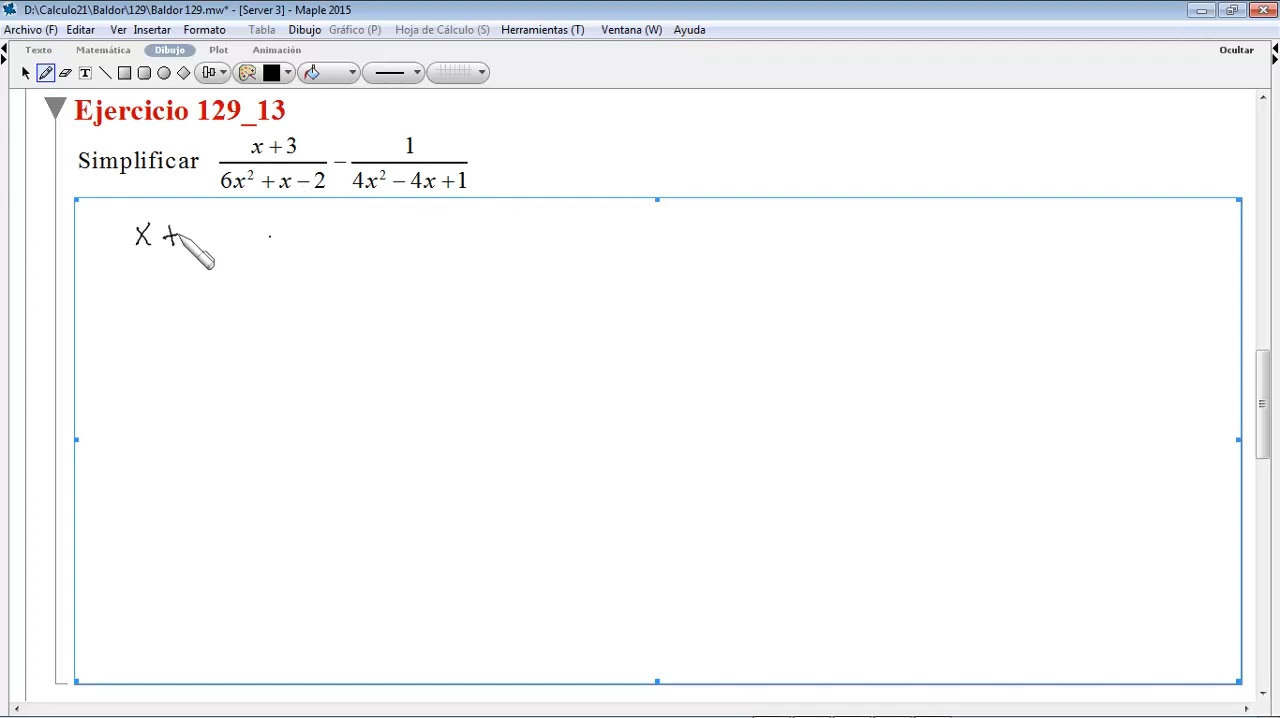 D:\Calculo21\Baldor\129\Baldor 129.mw* - [Server 3] - Maple 2015
Archivo (F) Editar Ver Insertar Formato Tabla Dibujo Gráfico (P) Hoja de Cálculo (S) Herramientas (T) Ventana (W) Ayuda
Texto Matemática Dibujo Plot Animación Ocultar
T
Ejercicio 129_13
Simplificar (x + 3)/(6x² + x − 2) − 1/(4x² − 4x + 1)
x +